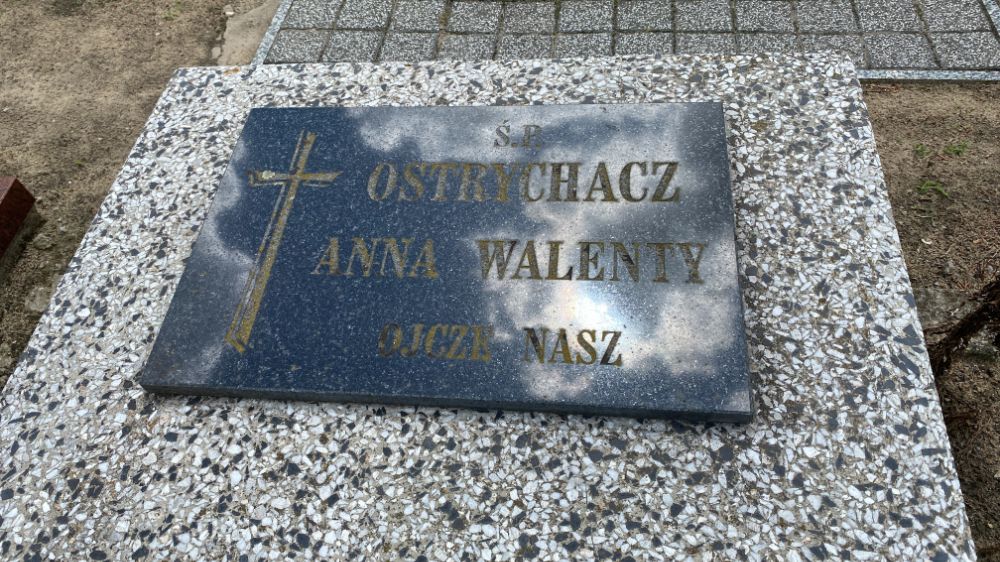 Ś.P.
OSTRYCHACZ
ANNA WALENTY
OJCZE NASZ